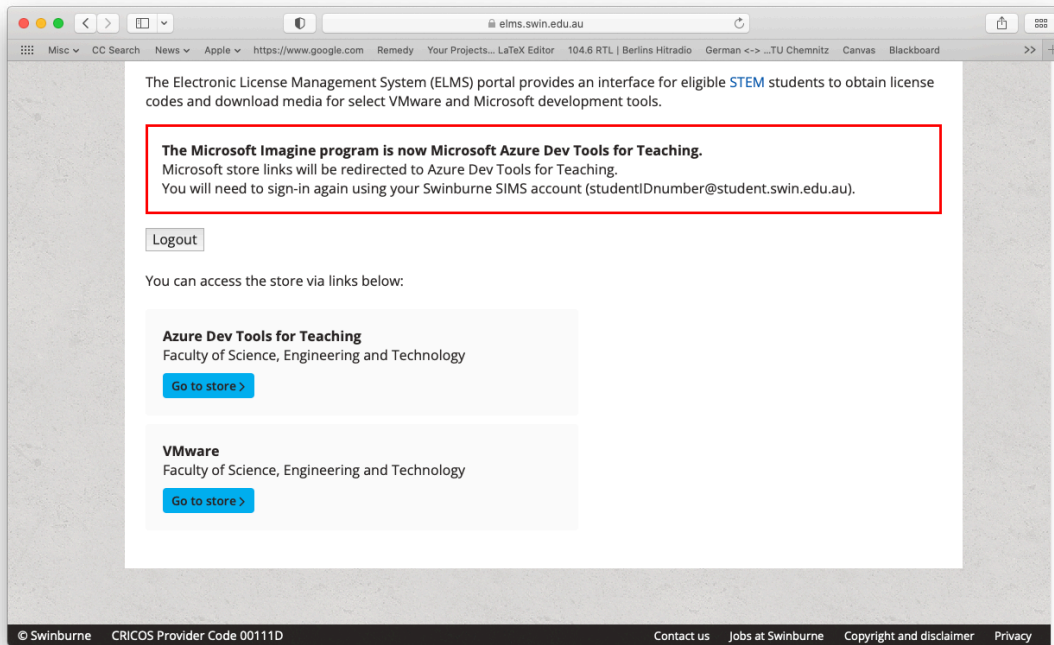 elms.swin.edu.au
Misc CC Search News Apple https://www.google.com Remedy Your Projects... LaTeX Editor 104.6 RTL | Berlins Hitradio German <-> ...TU Chemnitz Canvas Blackboard >>
The Electronic License Management System (ELMS) portal provides an interface for eligible STEM students to obtain license
codes and download media for select VMware and Microsoft development tools.
The Microsoft Imagine program is now Microsoft Azure Dev Tools for Teaching.
Microsoft store links will be redirected to Azure Dev Tools for Teaching.
You will need to sign-in again using your Swinburne SIMS account (studentIDnumber@student.swin.edu.au).
Logout
You can access the store via links below:
Azure Dev Tools for Teaching
Faculty of Science, Engineering and Technology
Go to store >
VMware
Faculty of Science, Engineering and Technology
Go to store >
© Swinburne CRICOS Provider Code 00111D Contact us Jobs at Swinburne Copyright and disclaimer Privacy